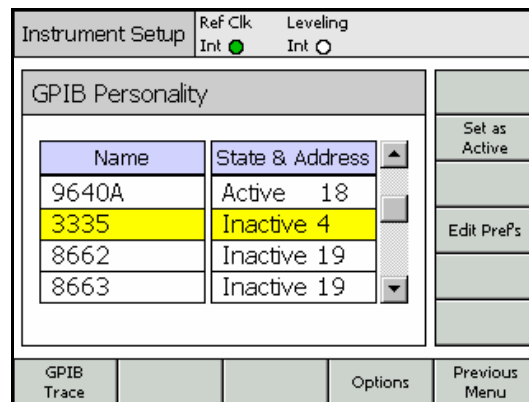 Instrument Setup
Ref Clk Leveling
Int Int
GPIB Personality
Name State & Address
9640A Active 18
3335 Inactive 4
8662 Inactive 19
8663 Inactive 19
Set as
Active
Edit Prefs
GPIB
Trace
Options
Previous
Menu